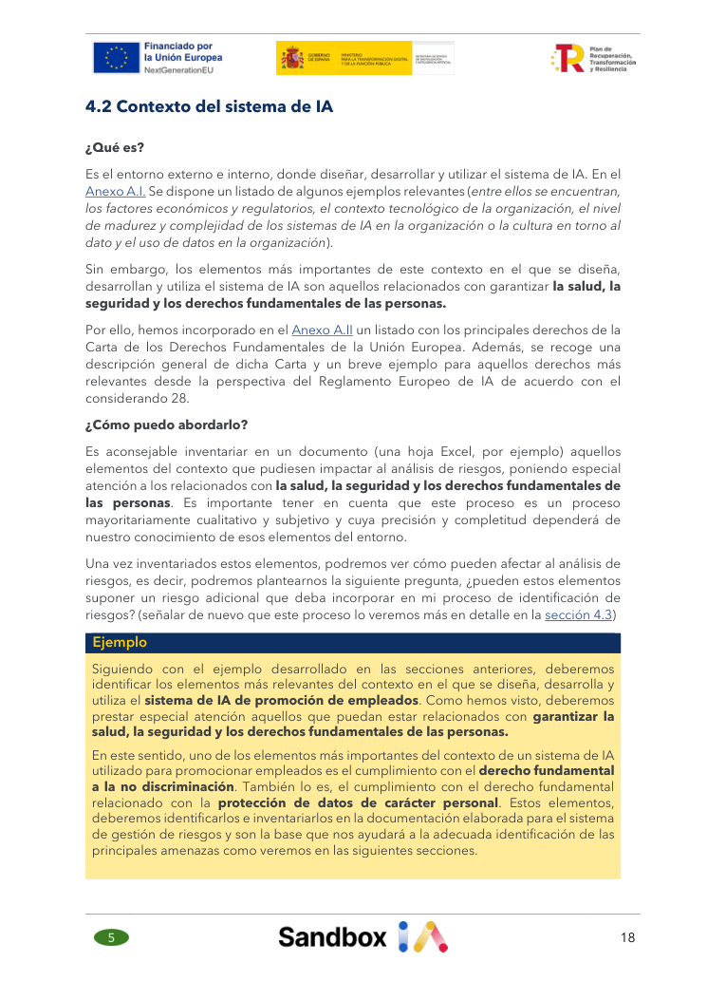 Financiado por
la Unión Europea
NextGenerationEU
GOBIERNO
DE ESPAÑA
MINISTERIO
PARA LA TRANSFORMACIÓN DIGITAL
Y DE LA FUNCIÓN PÚBLICA
SECRETARÍA DE ESTADO
DE DIGITALIZACIÓN
E INTELIGENCIA ARTIFICIAL
Plan de
Recuperación,
Transformación
y Resiliencia
4.2 Contexto del sistema de IA
¿Qué es?
Es el entorno externo e interno, donde diseñar, desarrollar y utilizar el sistema de IA. En el
Anexo A.I. Se dispone un listado de algunos ejemplos relevantes (entre ellos se encuentran,
los factores económicos y regulatorios, el contexto tecnológico de la organización, el nivel
de madurez y complejidad de los sistemas de IA en la organización o la cultura en torno al
dato y el uso de datos en la organización).
Sin embargo, los elementos más importantes de este contexto en el que se diseña,
desarrollan y utiliza el sistema de IA son aquellos relacionados con garantizar la salud, la
seguridad y los derechos fundamentales de las personas.
Por ello, hemos incorporado en el Anexo A.II un listado con los principales derechos de la
Carta de los Derechos Fundamentales de la Unión Europea. Además, se recoge una
descripción general de dicha Carta y un breve ejemplo para aquellos derechos más
relevantes desde la perspectiva del Reglamento Europeo de IA de acuerdo con el
considerando 28.
¿Cómo puedo abordarlo?
Es aconsejable inventariar en un documento (una hoja Excel, por ejemplo) aquellos
elementos del contexto que pudiesen impactar al análisis de riesgos, poniendo especial
atención a los relacionados con la salud, la seguridad y los derechos fundamentales de
las personas. Es importante tener en cuenta que este proceso es un proceso
mayoritariamente cualitativo y subjetivo y cuya precisión y completitud dependerá de
nuestro conocimiento de esos elementos del entorno.
Una vez inventariados estos elementos, podremos ver cómo pueden afectar al análisis de
riesgos, es decir, podremos plantearnos la siguiente pregunta, ¿pueden estos elementos
suponer un riesgo adicional que deba incorporar en mi proceso de identificación de
riesgos? (señalar de nuevo que este proceso lo veremos más en detalle en la sección 4.3)
Ejemplo
Siguiendo con el ejemplo desarrollado en las secciones anteriores, deberemos
identificar los elementos más relevantes del contexto en el que se diseña, desarrolla y
utiliza el sistema de IA de promoción de empleados. Como hemos visto, deberemos
prestar especial atención aquellos que puedan estar relacionados con garantizar la
salud, la seguridad y los derechos fundamentales de las personas.
En este sentido, uno de los elementos más importantes del contexto de un sistema de IA
utilizado para promocionar empleados es el cumplimiento con el derecho fundamental
a la no discriminación. También lo es, el cumplimiento con el derecho fundamental
relacionado con la protección de datos de carácter personal. Estos elementos,
deberemos identificarlos e inventariarlos en la documentación elaborada para el sistema
de gestión de riesgos y son la base que nos ayudará a la adecuada identificación de las
principales amenazas como veremos en las siguientes secciones.
5
Sandbox IA
18